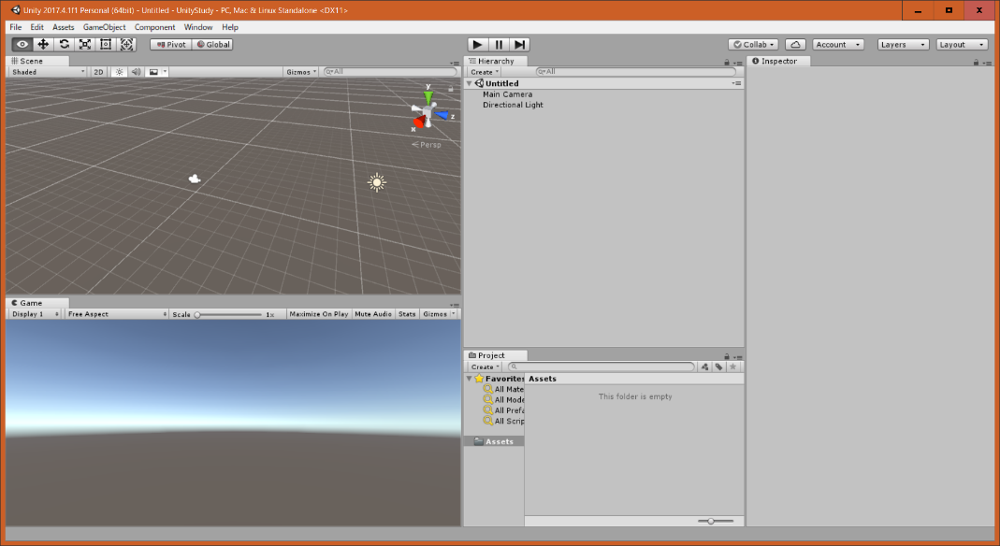 Unity 2017.4.1f1 Personal (64bit) - Untitled - UnityStudy - PC, Mac & Linux Standalone <DX11>
File Edit Assets GameObject Component Window Help
Pivot Global Collab Account Layers Layout
Scene
Shaded 2D Gizmos All
y
z
x
Persp
Game
Display 1 Free Aspect Scale 1x Maximize On Play Mute Audio Stats Gizmos
Hierarchy
Create All
Untitled
Main Camera
Directional Light
Project
Create
Favorites
All Mate
All Mode
All Prefa
All Scrip
Assets
Assets
This folder is empty
Inspector